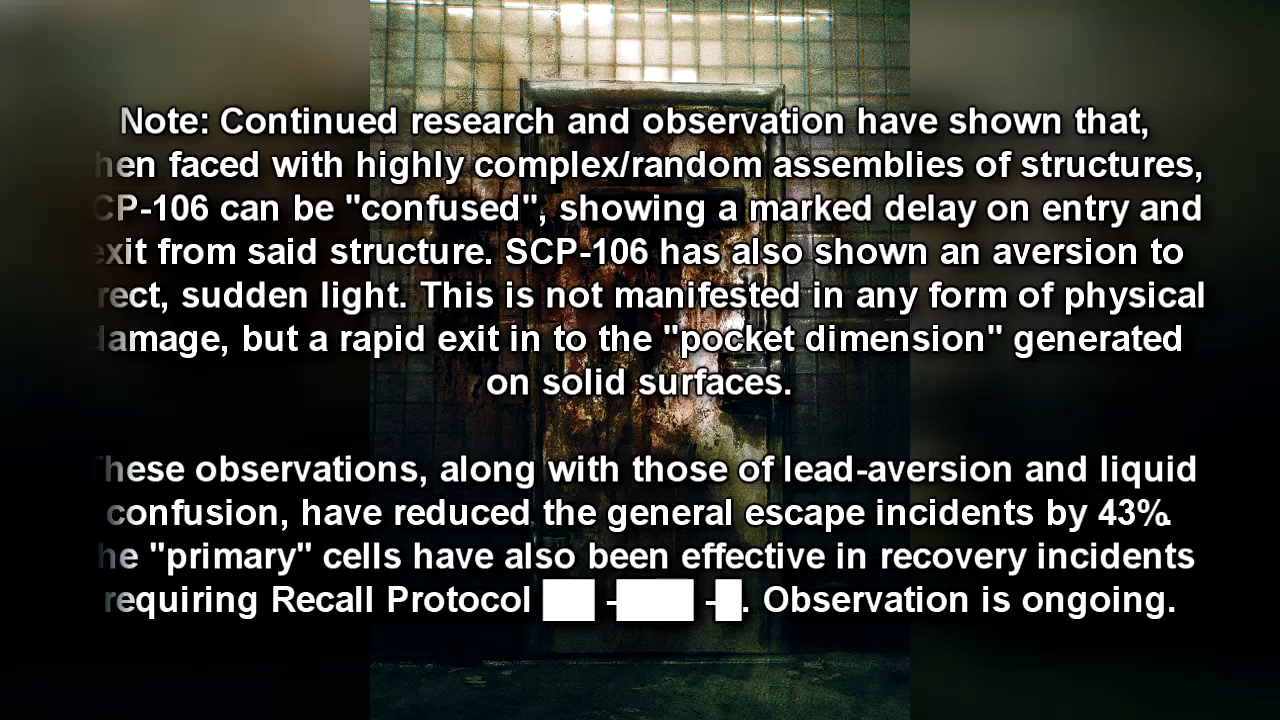 Note: Continued research and observation have shown that,
hen faced with highly complex/random assemblies of structures,
CP-106 can be "confused", showing a marked delay on entry and
exit from said structure. SCP-106 has also shown an aversion to
rect, sudden light. This is not manifested in any form of physical
damage, but a rapid exit in to the "pocket dimension" generated
on solid surfaces.
These observations, along with those of lead-aversion and liquid
confusion, have reduced the general escape incidents by 43%.
he "primary" cells have also been effective in recovery incidents
requiring Recall Protocol ██ -███ -█. Observation is ongoing.